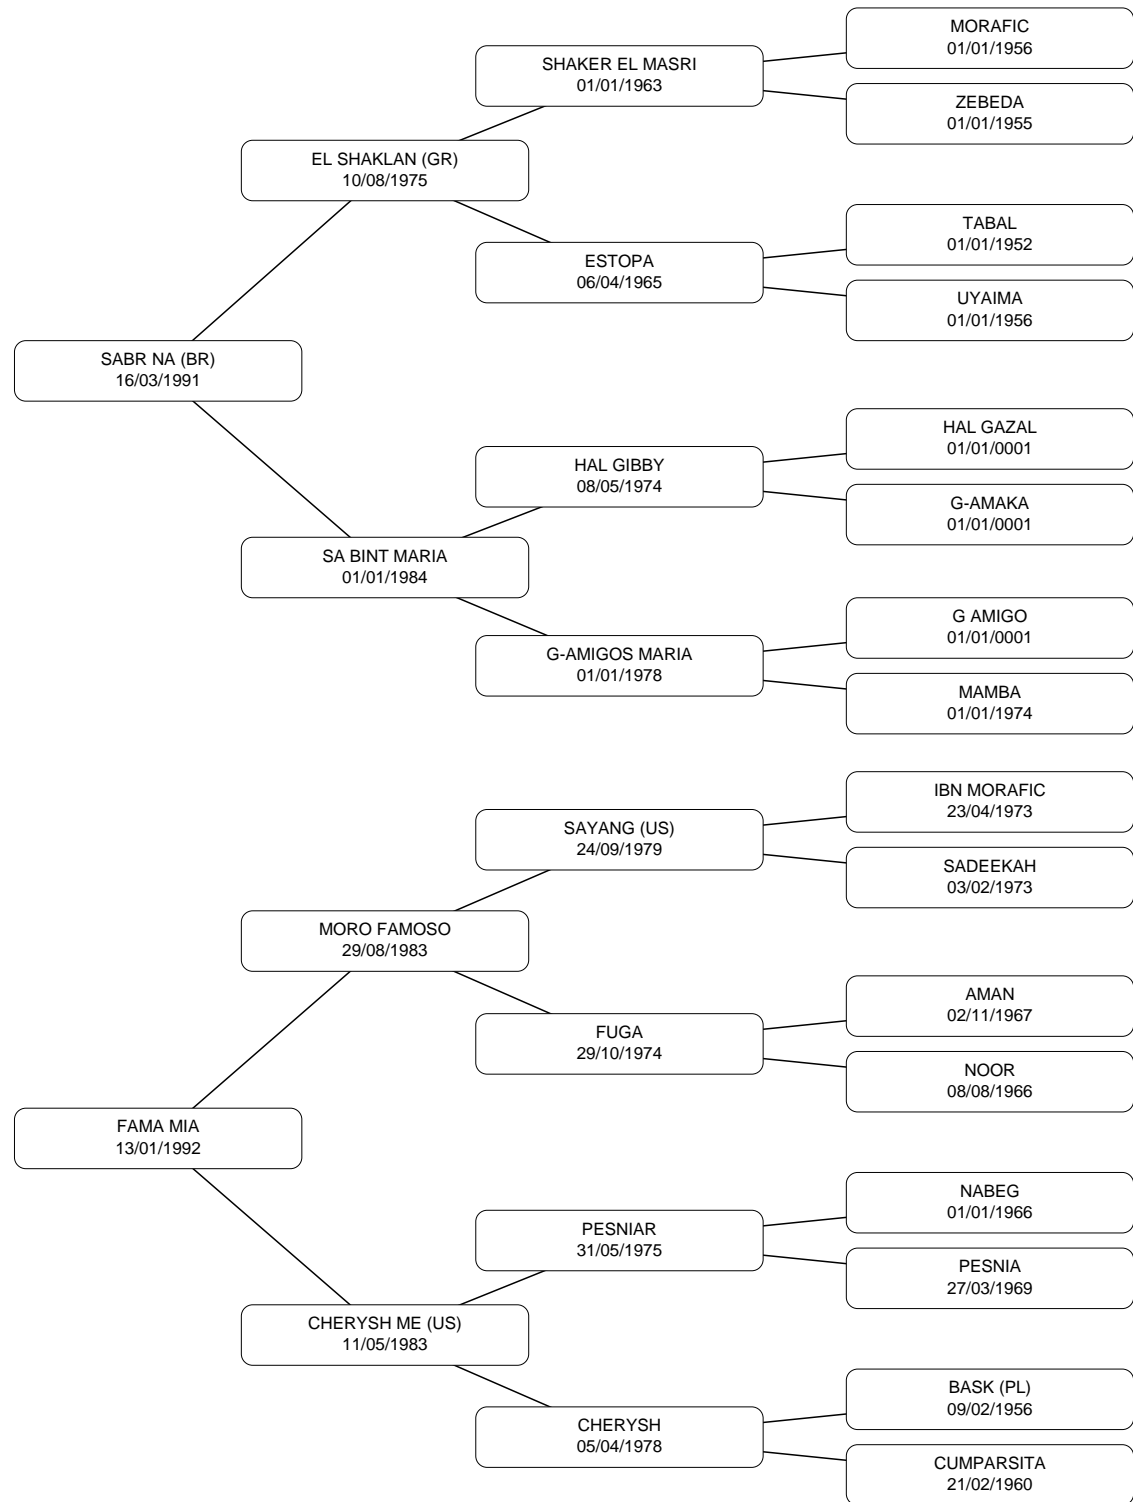 MORAFIC
01/01/1956
SHAKER EL MASRI
01/01/1963
ZEBEDA
01/01/1955
EL SHAKLAN (GR)
10/08/1975
TABAL
01/01/1952
ESTOPA
06/04/1965
UYAIMA
01/01/1956
SABR NA (BR)
16/03/1991
HAL GAZAL
01/01/0001
HAL GIBBY
08/05/1974
G-AMAKA
01/01/0001
SA BINT MARIA
01/01/1984
G AMIGO
01/01/0001
G-AMIGOS MARIA
01/01/1978
MAMBA
01/01/1974
IBN MORAFIC
23/04/1973
SAYANG (US)
24/09/1979
SADEEKAH
03/02/1973
MORO FAMOSO
29/08/1983
AMAN
02/11/1967
FUGA
29/10/1974
NOOR
08/08/1966
FAMA MIA
13/01/1992
NABEG
01/01/1966
PESNIAR
31/05/1975
PESNIA
27/03/1969
CHERYSH ME (US)
11/05/1983
BASK (PL)
09/02/1956
CHERYSH
05/04/1978
CUMPARSITA
21/02/1960